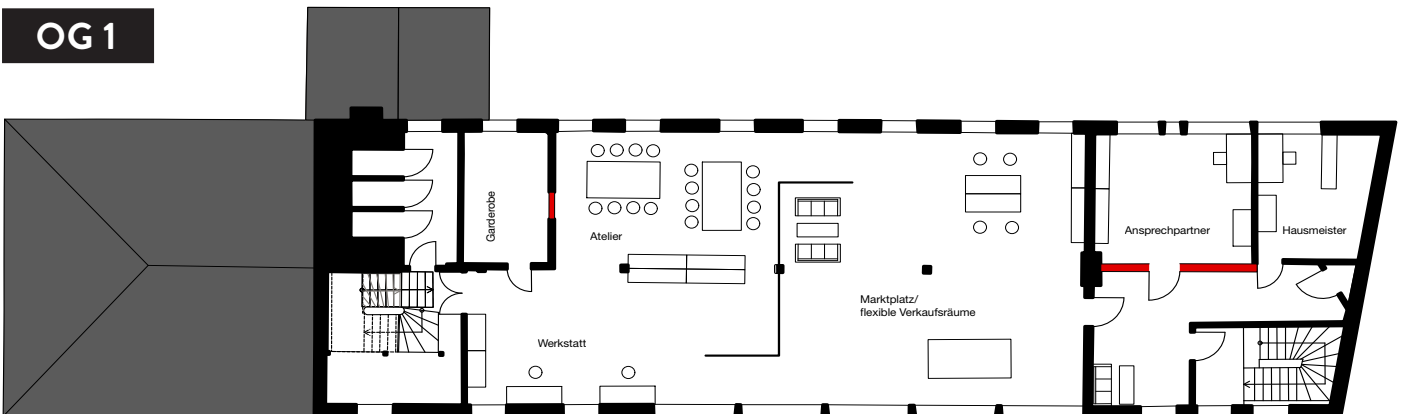 OG 1
Garderobe
Atelier
Ansprechpartner
Hausmeister
Marktplatz/
flexible Verkaufsräume
Werkstatt